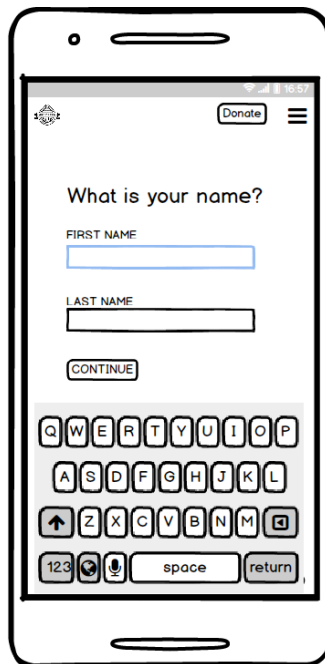 16:57
Donate
What is your name?
FIRST NAME
LAST NAME
CONTINUE
Q W E R T Y U I O P
A S D F G H J K L
Z X C V B N M
123 space return